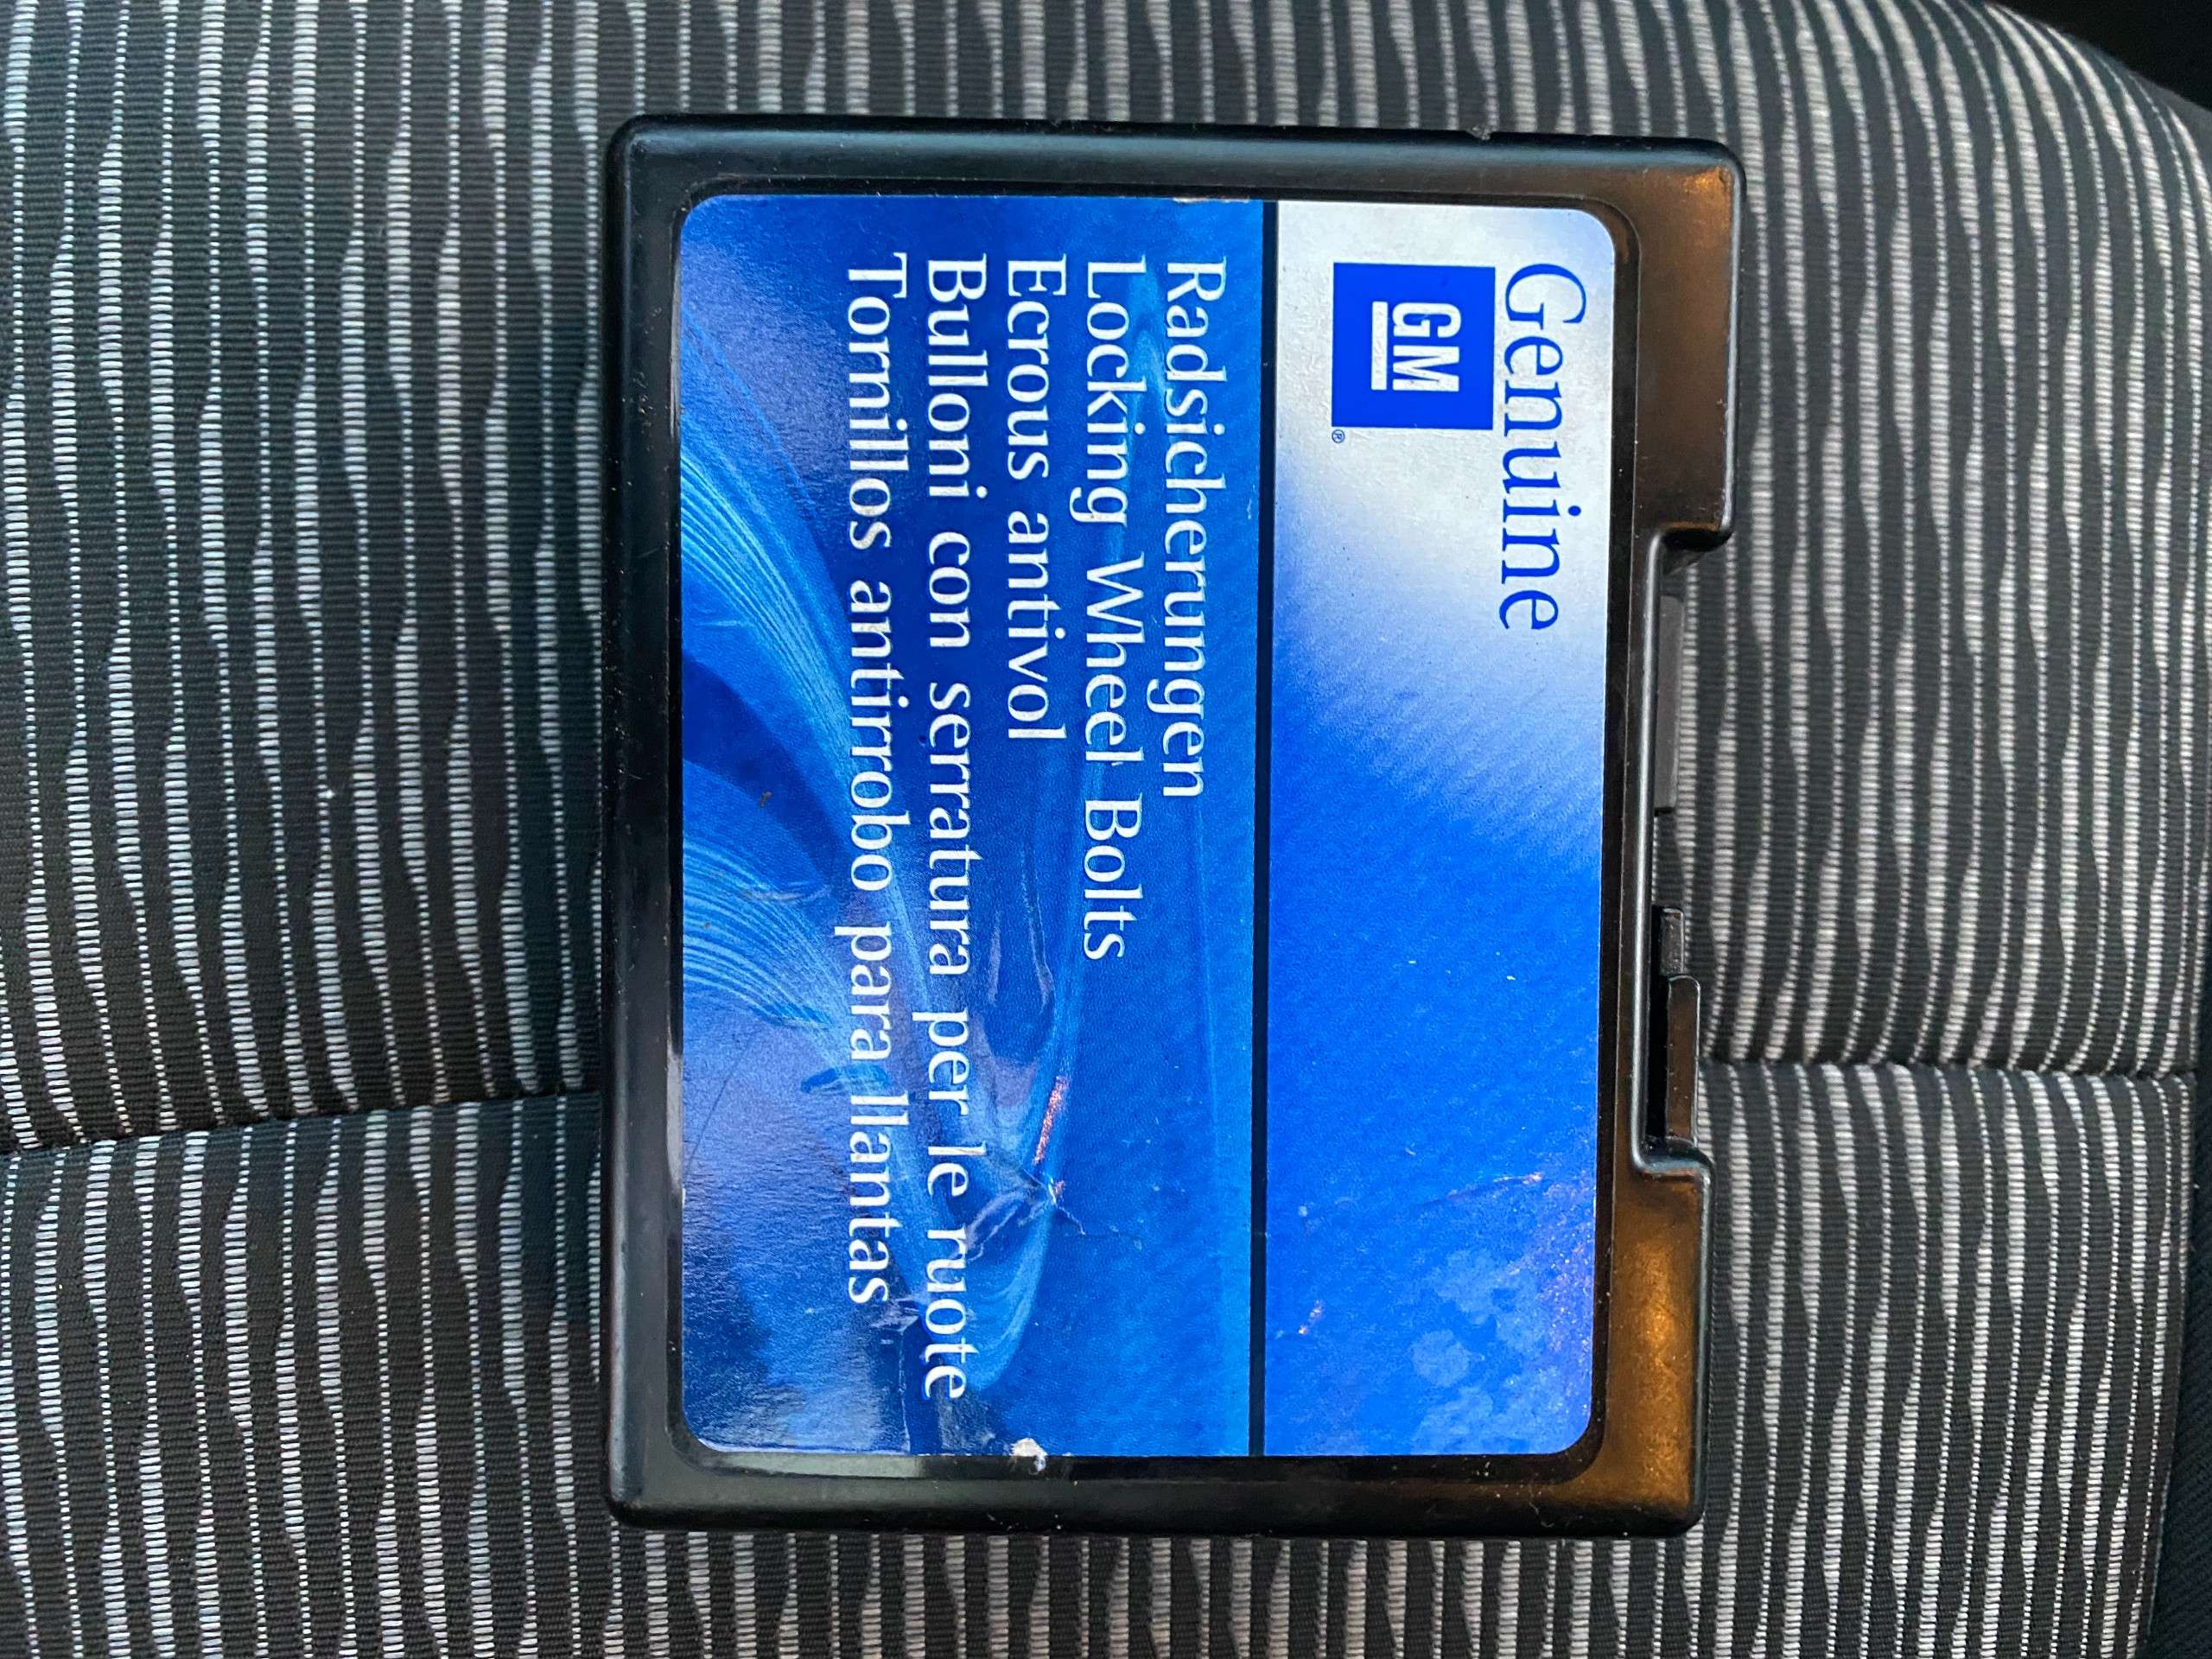 Genuine
GM
®
Radsicherungen
Locking Wheel Bolts
Ecrous antivol
Bulloni con serratura per le ruote
Tornillos antirrobo para llantas